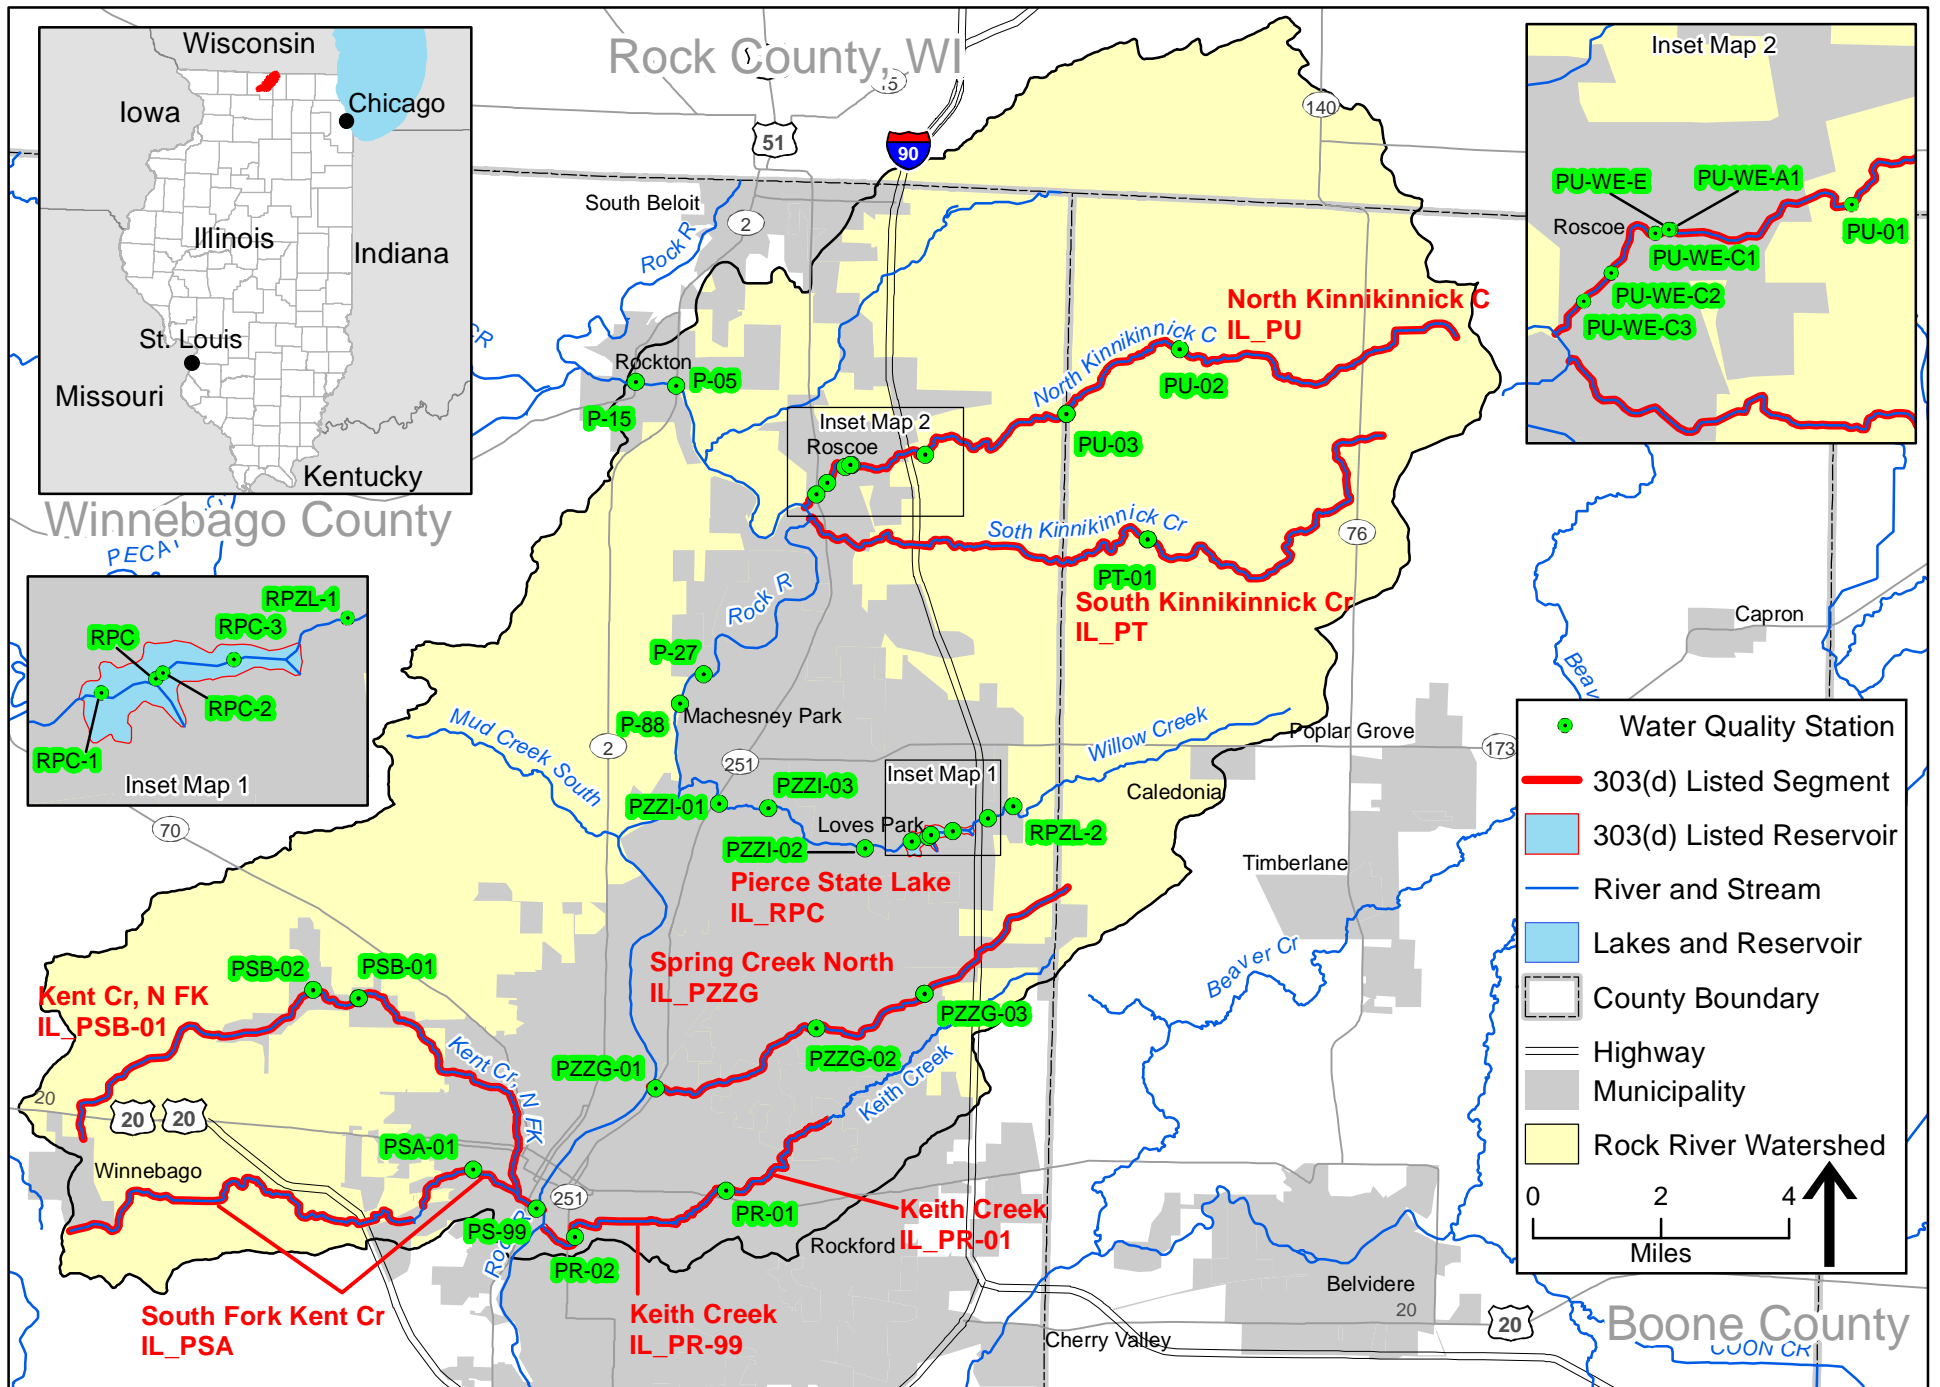 Rock County, WI
Wisconsin
Iowa
Chicago
Illinois
Indiana
St. Louis
Missouri
Kentucky
Winnebago County
PECAT
15
51
90
140
Inset Map 2
PU-WE-E
PU-WE-A1
Roscoe
PU-01
PU-WE-C1
PU-WE-C2
PU-WE-C3
South Beloit
2
Rock R
CR
Rockton
P-05
P-15
North Kinnikinnick C
IL_PU
North Kinnikinnick C
PU-02
Inset Map 2
Roscoe
PU-03
Soth Kinnikinnick Cr
76
PT-01
South Kinnikinnick Cr
IL_PT
Capron
Beav
RPZL-1
RPC-3
RPC
RPC-2
RPC-1
Inset Map 1
Rock R
P-27
P-88
Machesney Park
Mud Creek South
2
251
Willow Creek
Poplar Grove
173
Inset Map 1
PZZI-03
PZZI-01
Loves Park
PZZI-02
RPZL-2
Caledonia
Timberlane
70
Pierce State Lake
IL_RPC
Spring Creek North
IL_PZZG
Beaver Cr
PSB-02
PSB-01
Kent Cr, N FK
IL_PSB-01
PZZG-03
PZZG-02
PZZG-01
Keith Creek
Kent Cr, N FK
20
20
20
PSA-01
Winnebago
251
PS-99
PR-01
Keith Creek
IL_PR-01
Rockford
PR-02
South Fork Kent Cr
IL_PSA
Keith Creek
IL_PR-99
Cherry Valley
Belvidere
20
20
Boone County
COON CR
Water Quality Station
303(d) Listed Segment
303(d) Listed Reservoir
River and Stream
Lakes and Reservoir
County Boundary
Highway
Municipality
Rock River Watershed
0 2 4
Miles